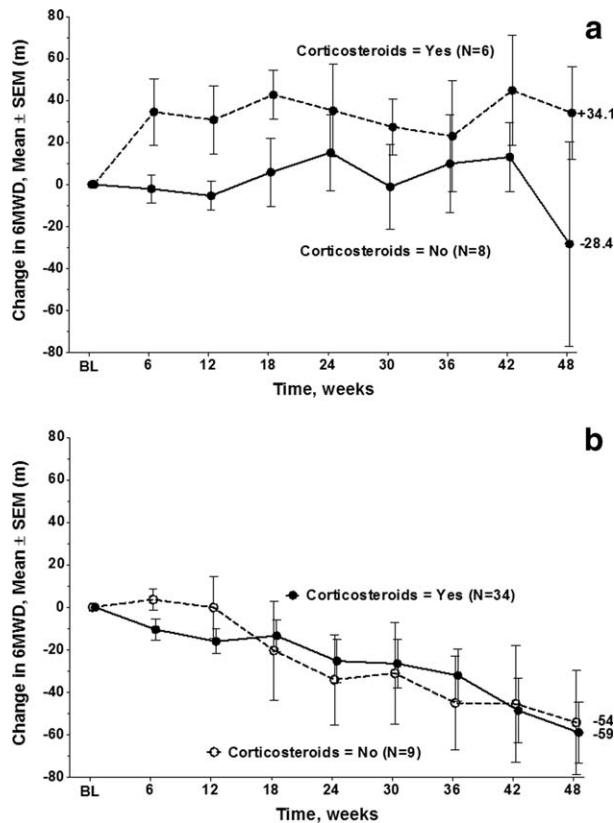 a
80
60
40
20
0
-20
-40
-60
-80
Change in 6MWD, Mean ± SEM (m)
Corticosteroids = Yes (N=6)
+34.1
Corticosteroids = No (N=8)
-28.4
BL 6 12 18 24 30 36 42 48
Time, weeks
b
80
60
40
20
0
-20
-40
-60
-80
Change in 6MWD, Mean ± SEM (m)
Corticosteroids = Yes (N=34)
-54
-59
Corticosteroids = No (N=9)
BL 6 12 18 24 30 36 42 48
Time, weeks